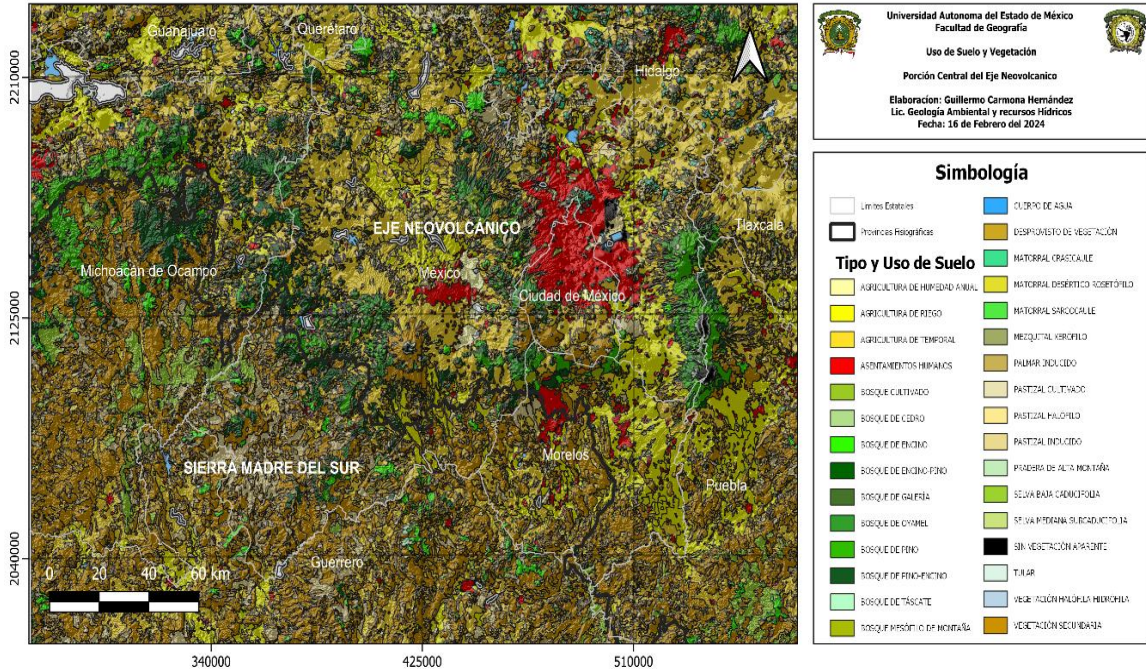 Guanajuato
Querétaro
Hidalgo
EJE NEOVOLCÁNICO
Tlaxcala
Michoacán de Ocampo
México
Ciudad de México
SIERRA MADRE DEL SUR
Morelos
Puebla
Guerrero
0 20 40 60 km
2210000
2125000
2040000
340000
425000
510000
Universidad Autonoma del Estado de México
Facultad de Geografía
Uso de Suelo y Vegetación
Porción Central del Eje Neovolcanico
Elaboracíon: Guillermo Carmona Hernández
Lic. Geología Ambiental y recursos Hídricos
Fecha: 16 de Febrero del 2024
Simbología
Limites Estatales
Provincias Fisiográficas
Tipo y Uso de Suelo
AGRICULTURA DE HUMEDAD ANUAL
AGRICULTURA DE RIEGO
AGRICULTURA DE TEMPORAL
ASENTAMIENTOS HUMANOS
BOSQUE CULTIVADO
BOSQUE DE CEDRO
BOSQUE DE ENCINO
BOSQUE DE ENCINO-PINO
BOSQUE DE GALERÍA
BOSQUE DE OYAMEL
BOSQUE DE PINO
BOSQUE DE PINO-ENCINO
BOSQUE DE TÁSCATE
BOSQUE MESÓFILO DE MONTAÑA
CUERPO DE AGUA
DESPROVISTO DE VEGETACIÓN
MATORRAL CRASICAULE
MATORRAL DESÉRTICO ROSETÓFILO
MATORRAL SARCOCAULE
MEZQUITAL XERÓFILO
PALMAR INDUCIDO
PASTIZAL CULTIVADO
PASTIZAL HALÓFILO
PASTIZAL INDUCIDO
PRADERA DE ALTA MONTAÑA
SELVA BAJA CADUCIFOLIA
SELVA MEDIANA SUBCADUCIFOLIA
SIN VEGETACIÓN APARENTE
TULAR
VEGETACIÓN HALÓFILA HIDRÓFILA
VEGETACIÓN SECUNDARIA